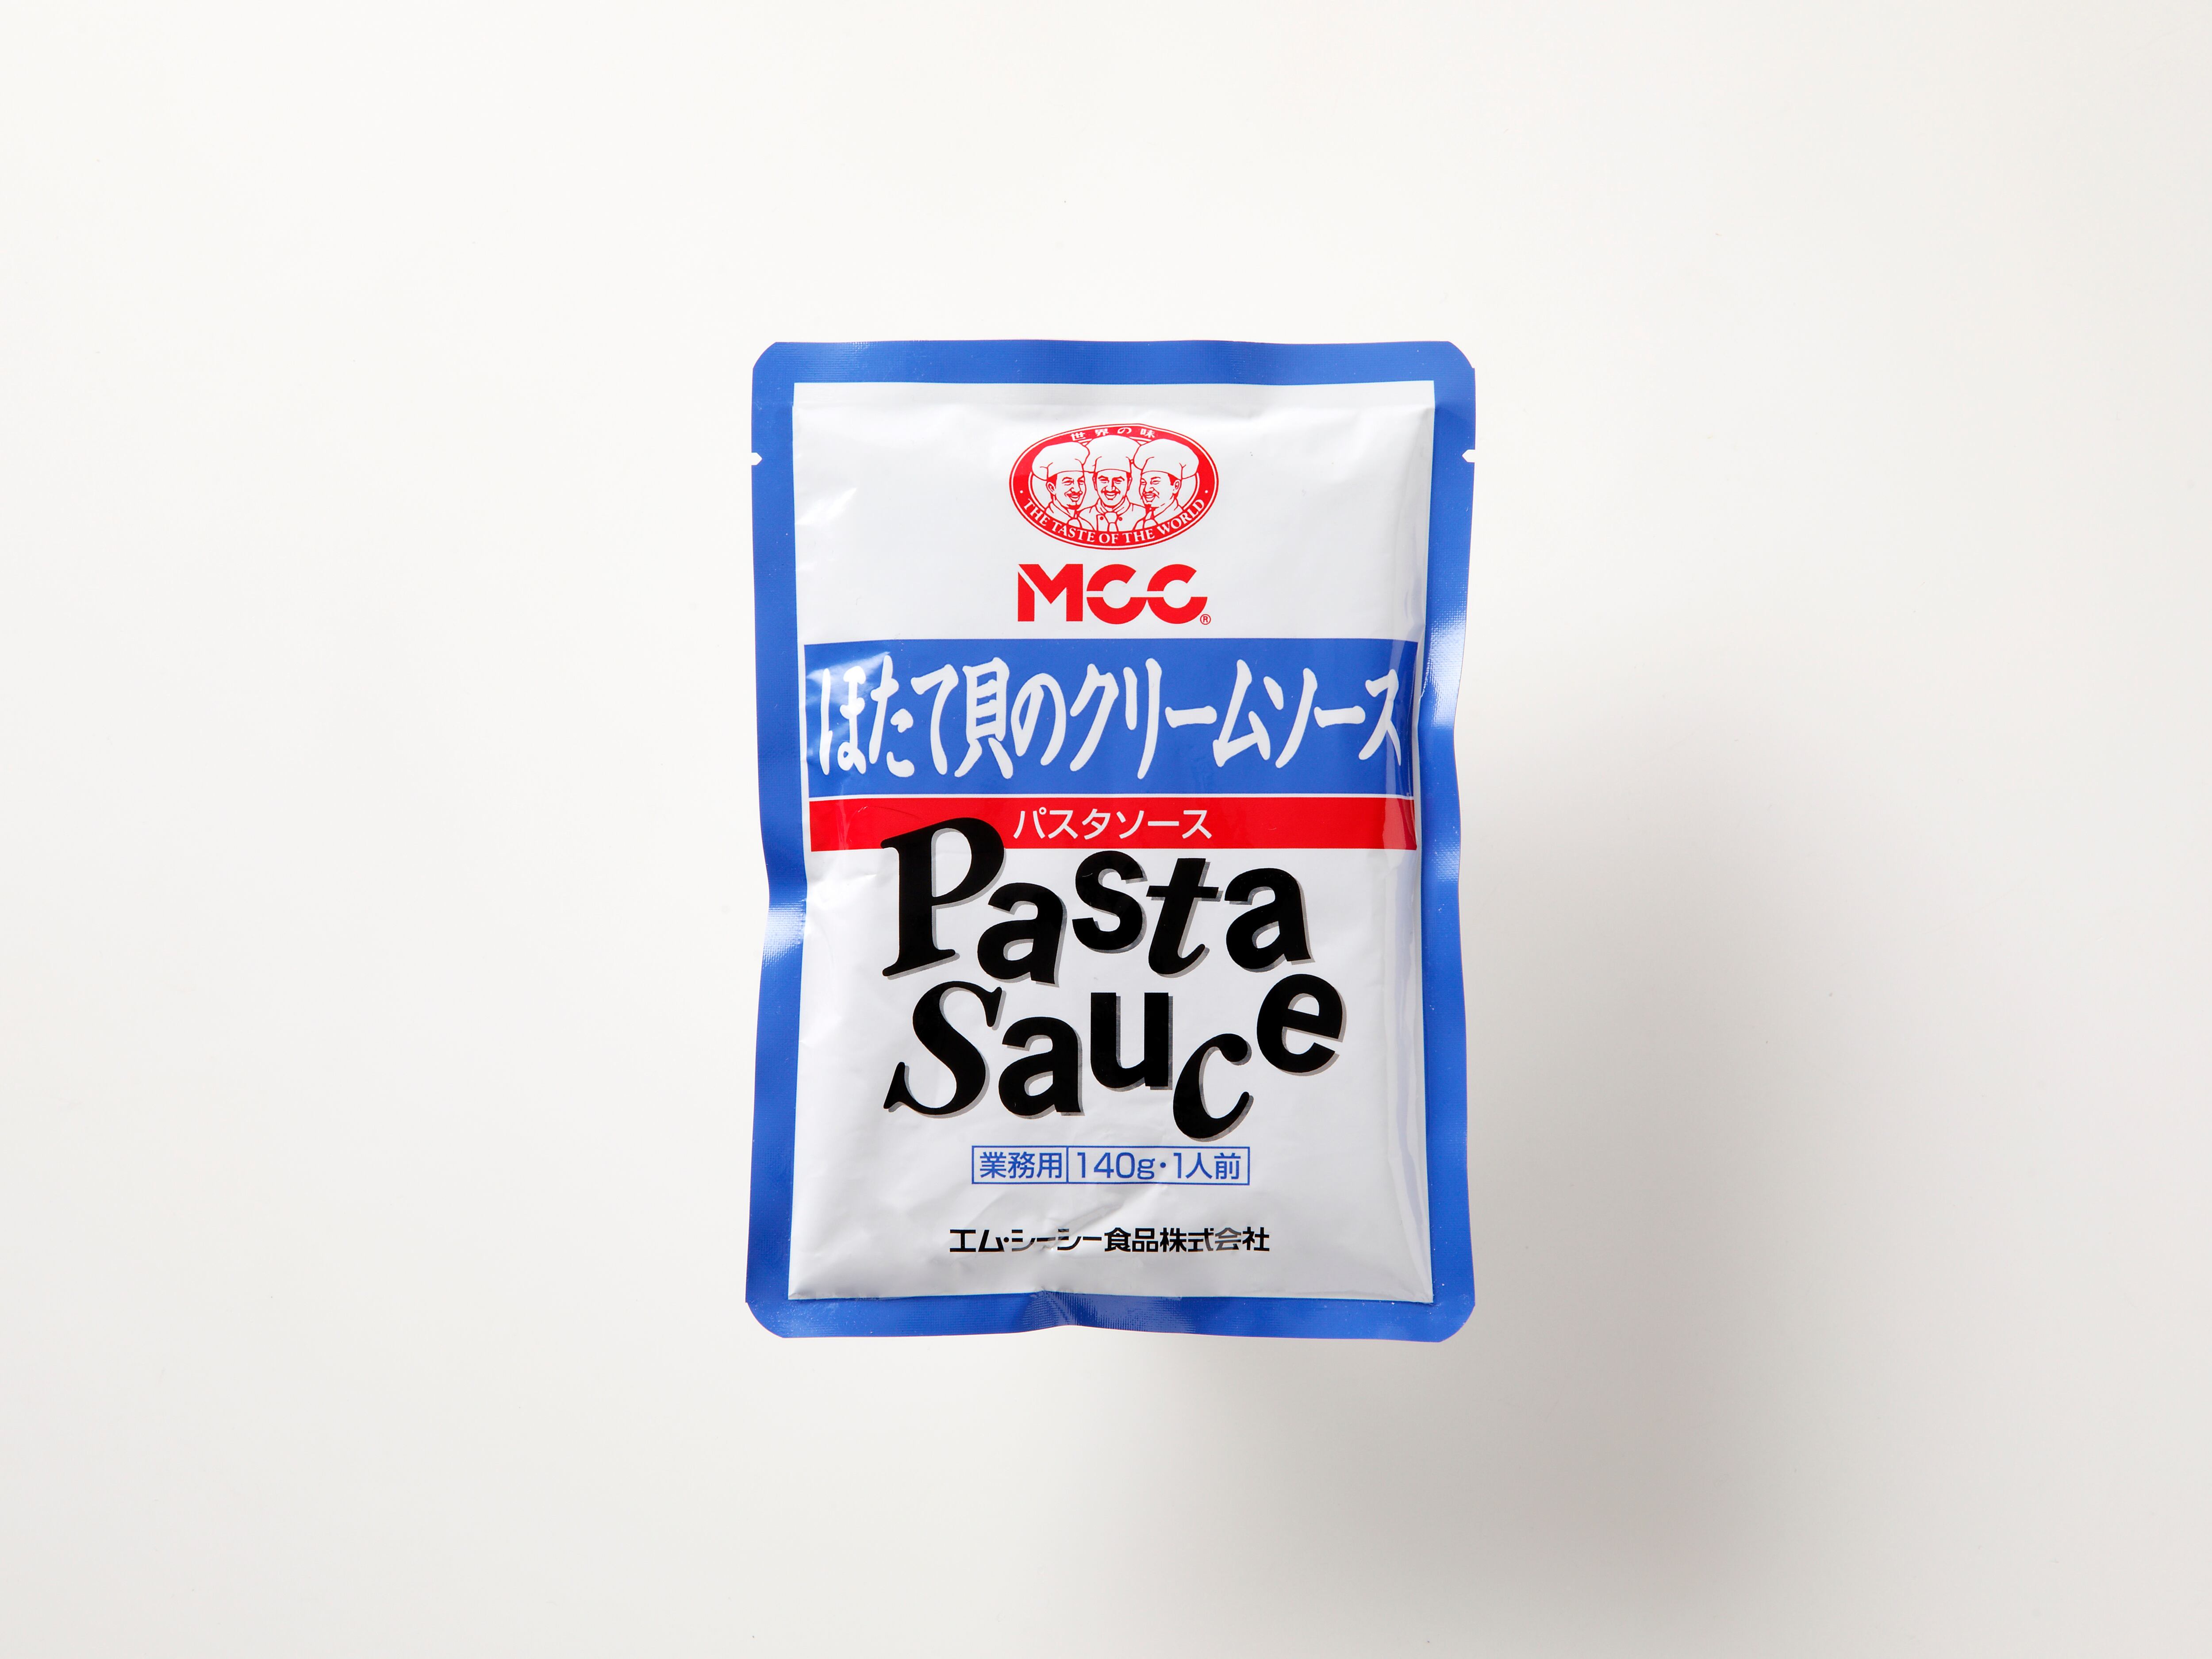 世界の味
THE TASTE OF THE WORLD
MCC®
ほたて貝のクリームソース
パスタソース
Pasta
Sauce
業務用 140g・1人前
エム・シーシー食品株式会社